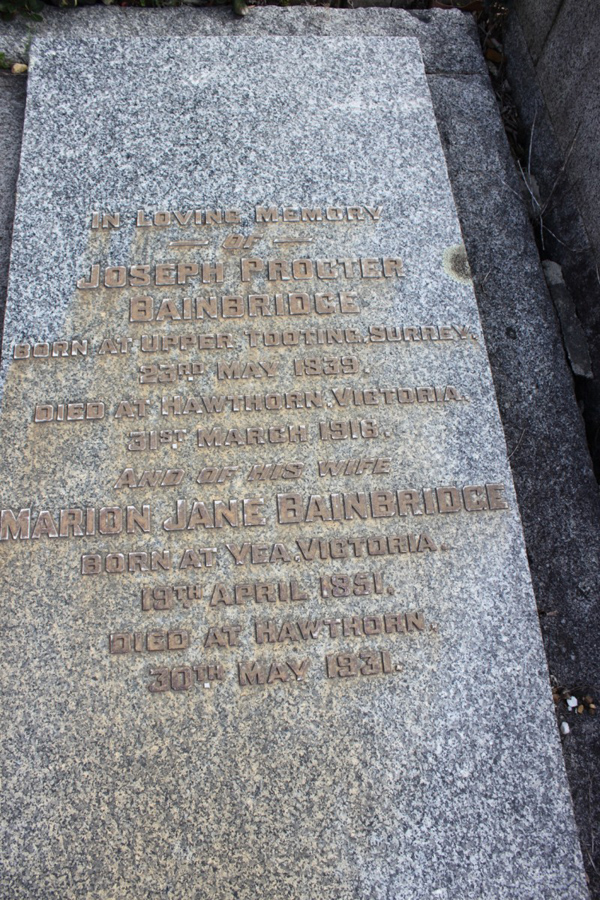 IN LOVING MEMORY
— OF —
JOSEPH PROCTER
BAINBRIDGE
BORN AT UPPER TOOTING, SURREY,
23RD MAY 1839.
DIED AT HAWTHORN, VICTORIA.
31ST MARCH 1918.
AND OF HIS WIFE
MARION JANE BAINBRIDGE
BORN AT YEA, VICTORIA.
19TH APRIL 1851.
DIED AT HAWTHORN.
30TH MAY 1931.